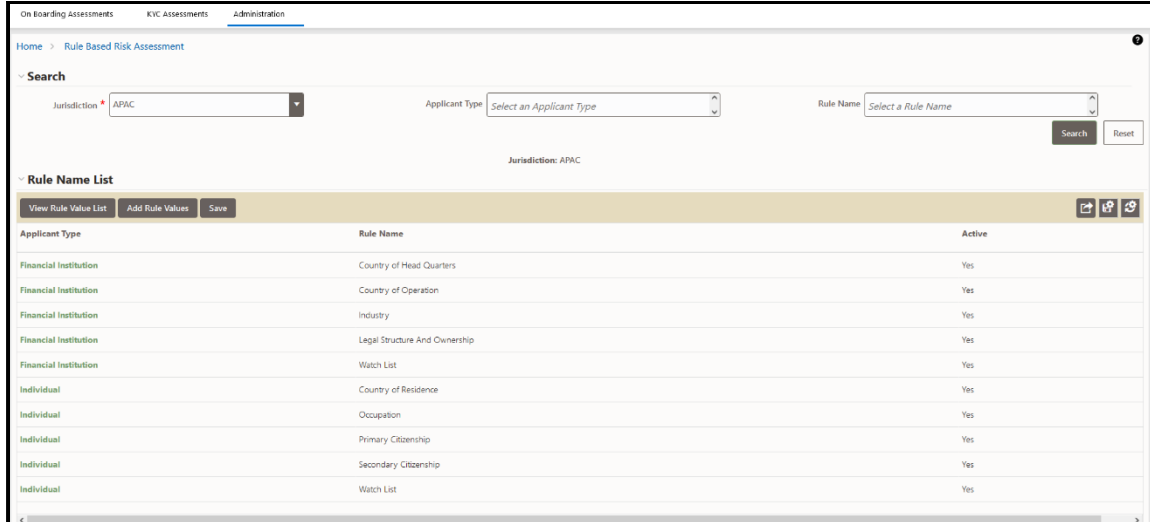 On Boarding Assessments KYC Assessments Administration
Home > Rule Based Risk Assessment
Search
Jurisdiction * APAC Applicant Type Select an Applicant Type Rule Name Select a Rule Name
Search Reset
Jurisdiction: APAC
Rule Name List
View Rule Value List Add Rule Values Save
Applicant Type Rule Name Active
Financial Institution Country of Head Quarters Yes
Financial Institution Country of Operation Yes
Financial Institution Industry Yes
Financial Institution Legal Structure And Ownership Yes
Financial Institution Watch List Yes
Individual Country of Residence Yes
Individual Occupation Yes
Individual Primary Citizenship Yes
Individual Secondary Citizenship Yes
Individual Watch List Yes